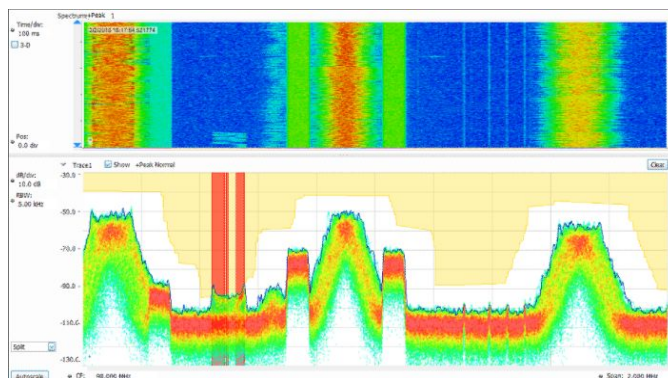 Spectrum+Peak 1
Time/div:
100 ms
3-D
Pos:
0.0 div
Trace1 Show +Peak Normal Clear
dB/div:
10.0 dB
RBW:
5.00 kHz
-30.0
-50.0
-70.0
-90.0
-110.0
-130.0
Split
Autoscale CF: 98.000 MHz Span: 2.000 MHz